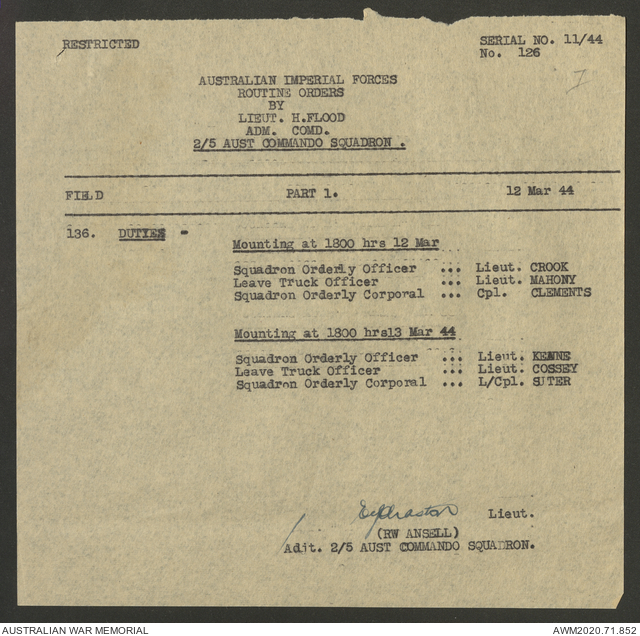 RESTRICTED
SERIAL NO. 11/44
No. 126
AUSTRALIAN IMPERIAL FORCES
ROUTINE ORDERS
BY
LIEUT. H.FLOOD
ADM. COMD.
2/5 AUST COMMANDO SQUADRON .
FIELD PART 1. 12 Mar 44
136. DUTIES -
Mounting at 1800 hrs 12 Mar
Squadron Orderly Officer ... Lieut. CROOK
Leave Truck Officer ... Lieut. MAHONY
Squadron Orderly Corporal ... Cpl. CLEMENTS
Mounting at 1800 hrs13 Mar 44
Squadron Orderly Officer ... Lieut. KENNE
Leave Truck Officer ... Lieut. COSSEY
Squadron Orderly Corporal ... L/Cpl. SUTER
Lieut.
(RW ANSELL)
Adjt. 2/5 AUST COMMANDO SQUADRON.
AUSTRALIAN WAR MEMORIAL
AWM2020.71.852